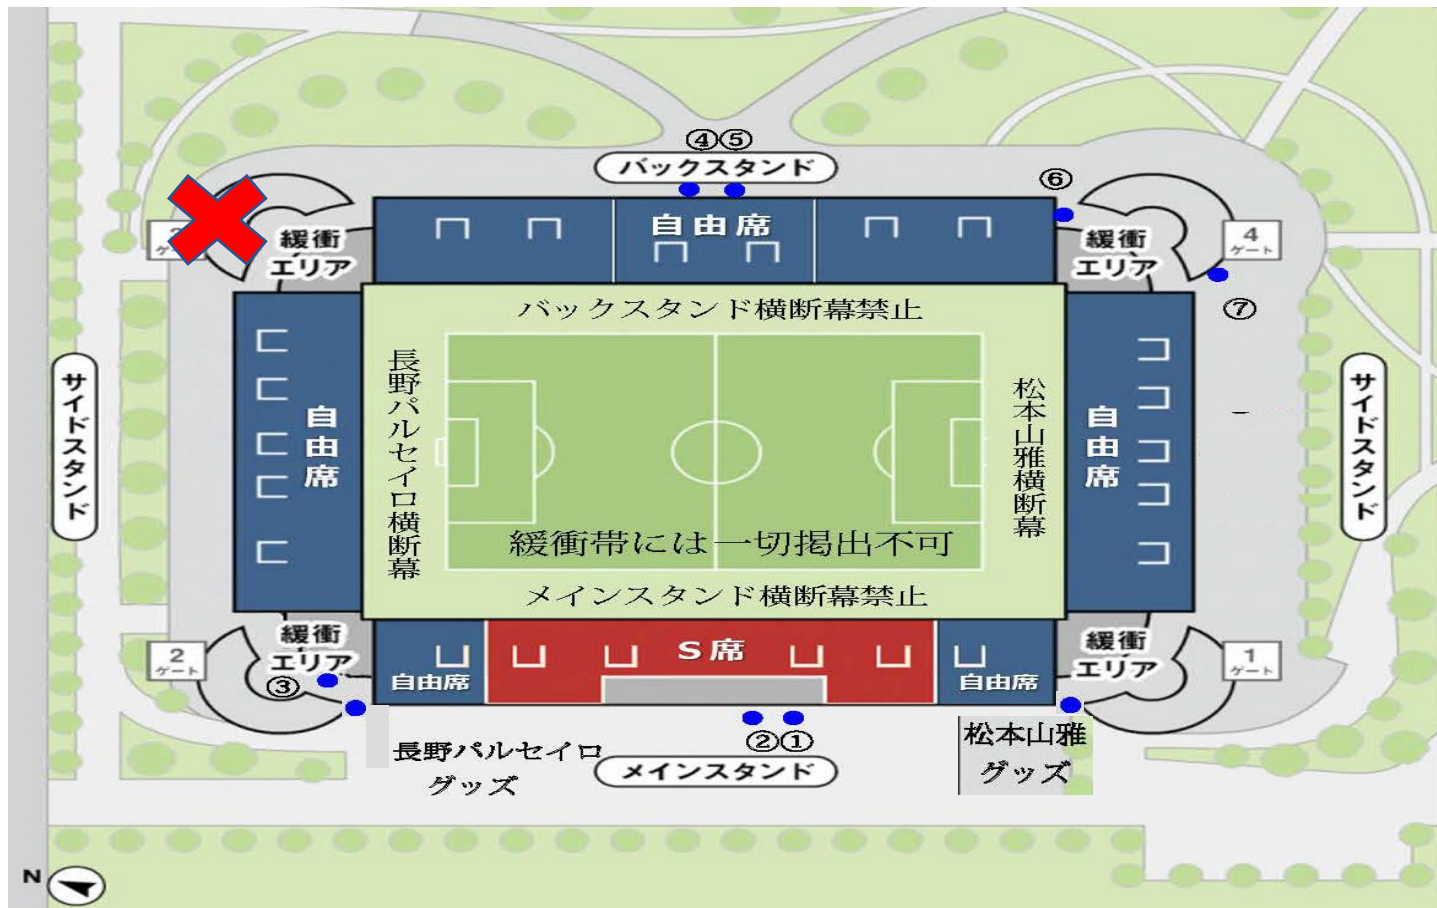 ④⑤
バックスタンド
⑥
緩衝
エリア
自由席
緩衝
エリア
4
ゲート
⑦
バックスタンド横断幕禁止
サイドスタンド
自由席
長野パルセイロ横断幕
松本山雅横断幕
自由席
サイドスタンド
緩衝帯には一切掲出不可
メインスタンド横断幕禁止
2
ゲート
緩衝
エリア
③
自由席
S席
自由席
緩衝
エリア
1
ゲート
長野パルセイロ
グッズ
②①
メインスタンド
松本山雅
グッズ
N